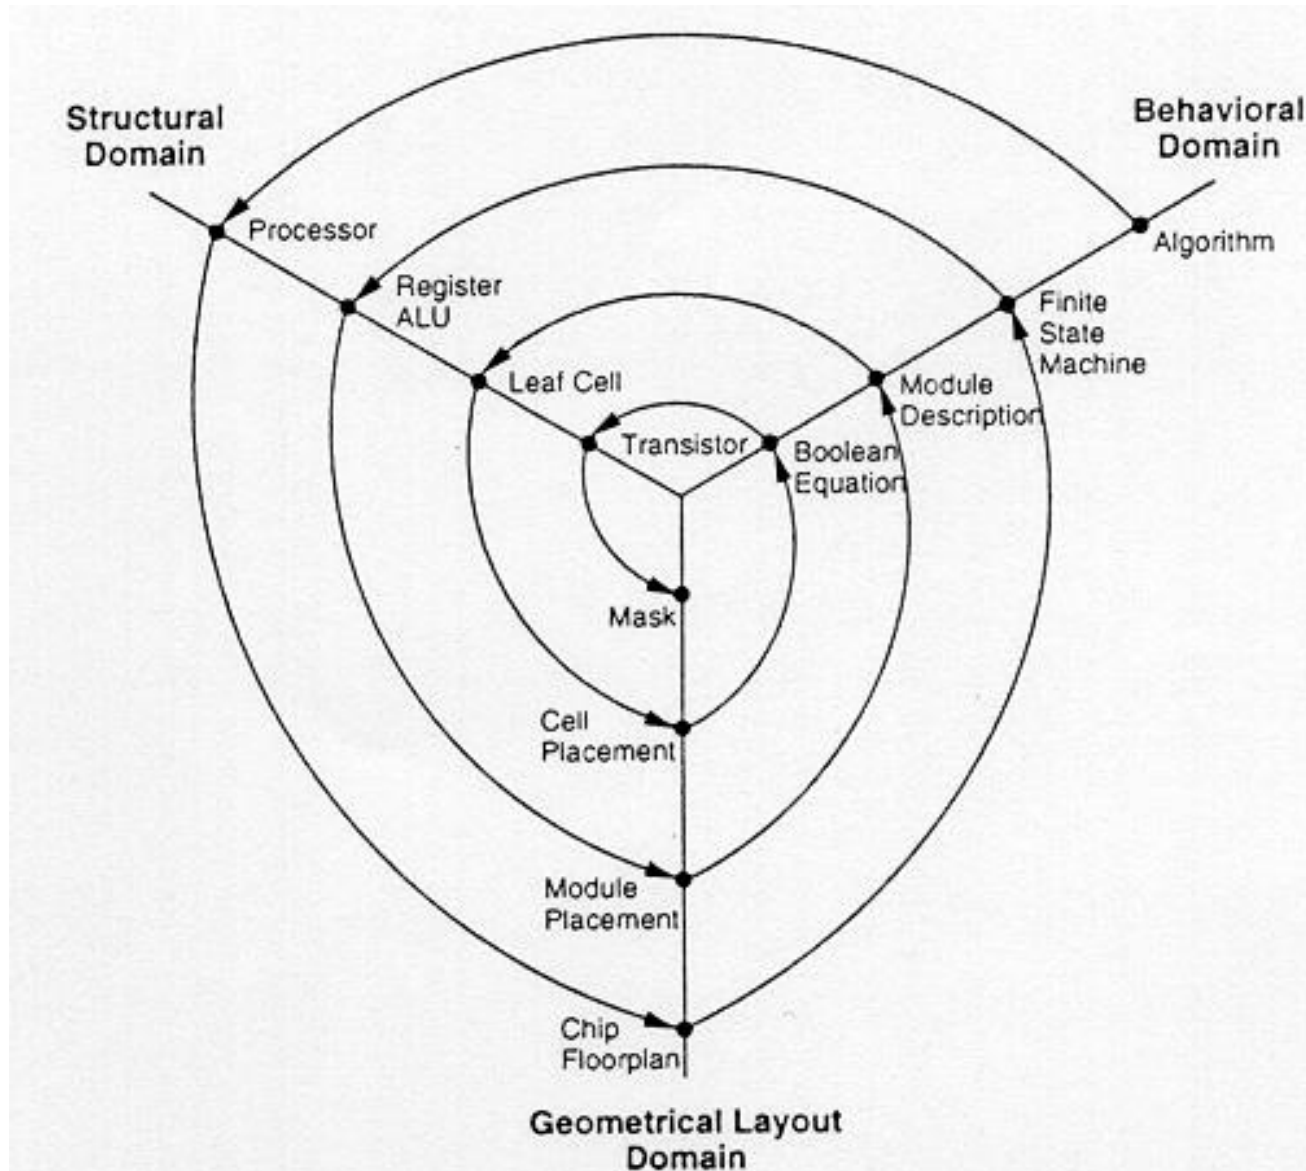 Structural
Domain
Behavioral
Domain
Processor
Algorithm
Register
ALU
Finite
State
Machine
Leaf Cell
Module
Description
Transistor
Boolean
Equation
Mask
Cell
Placement
Module
Placement
Chip
Floorplan
Geometrical Layout
Domain